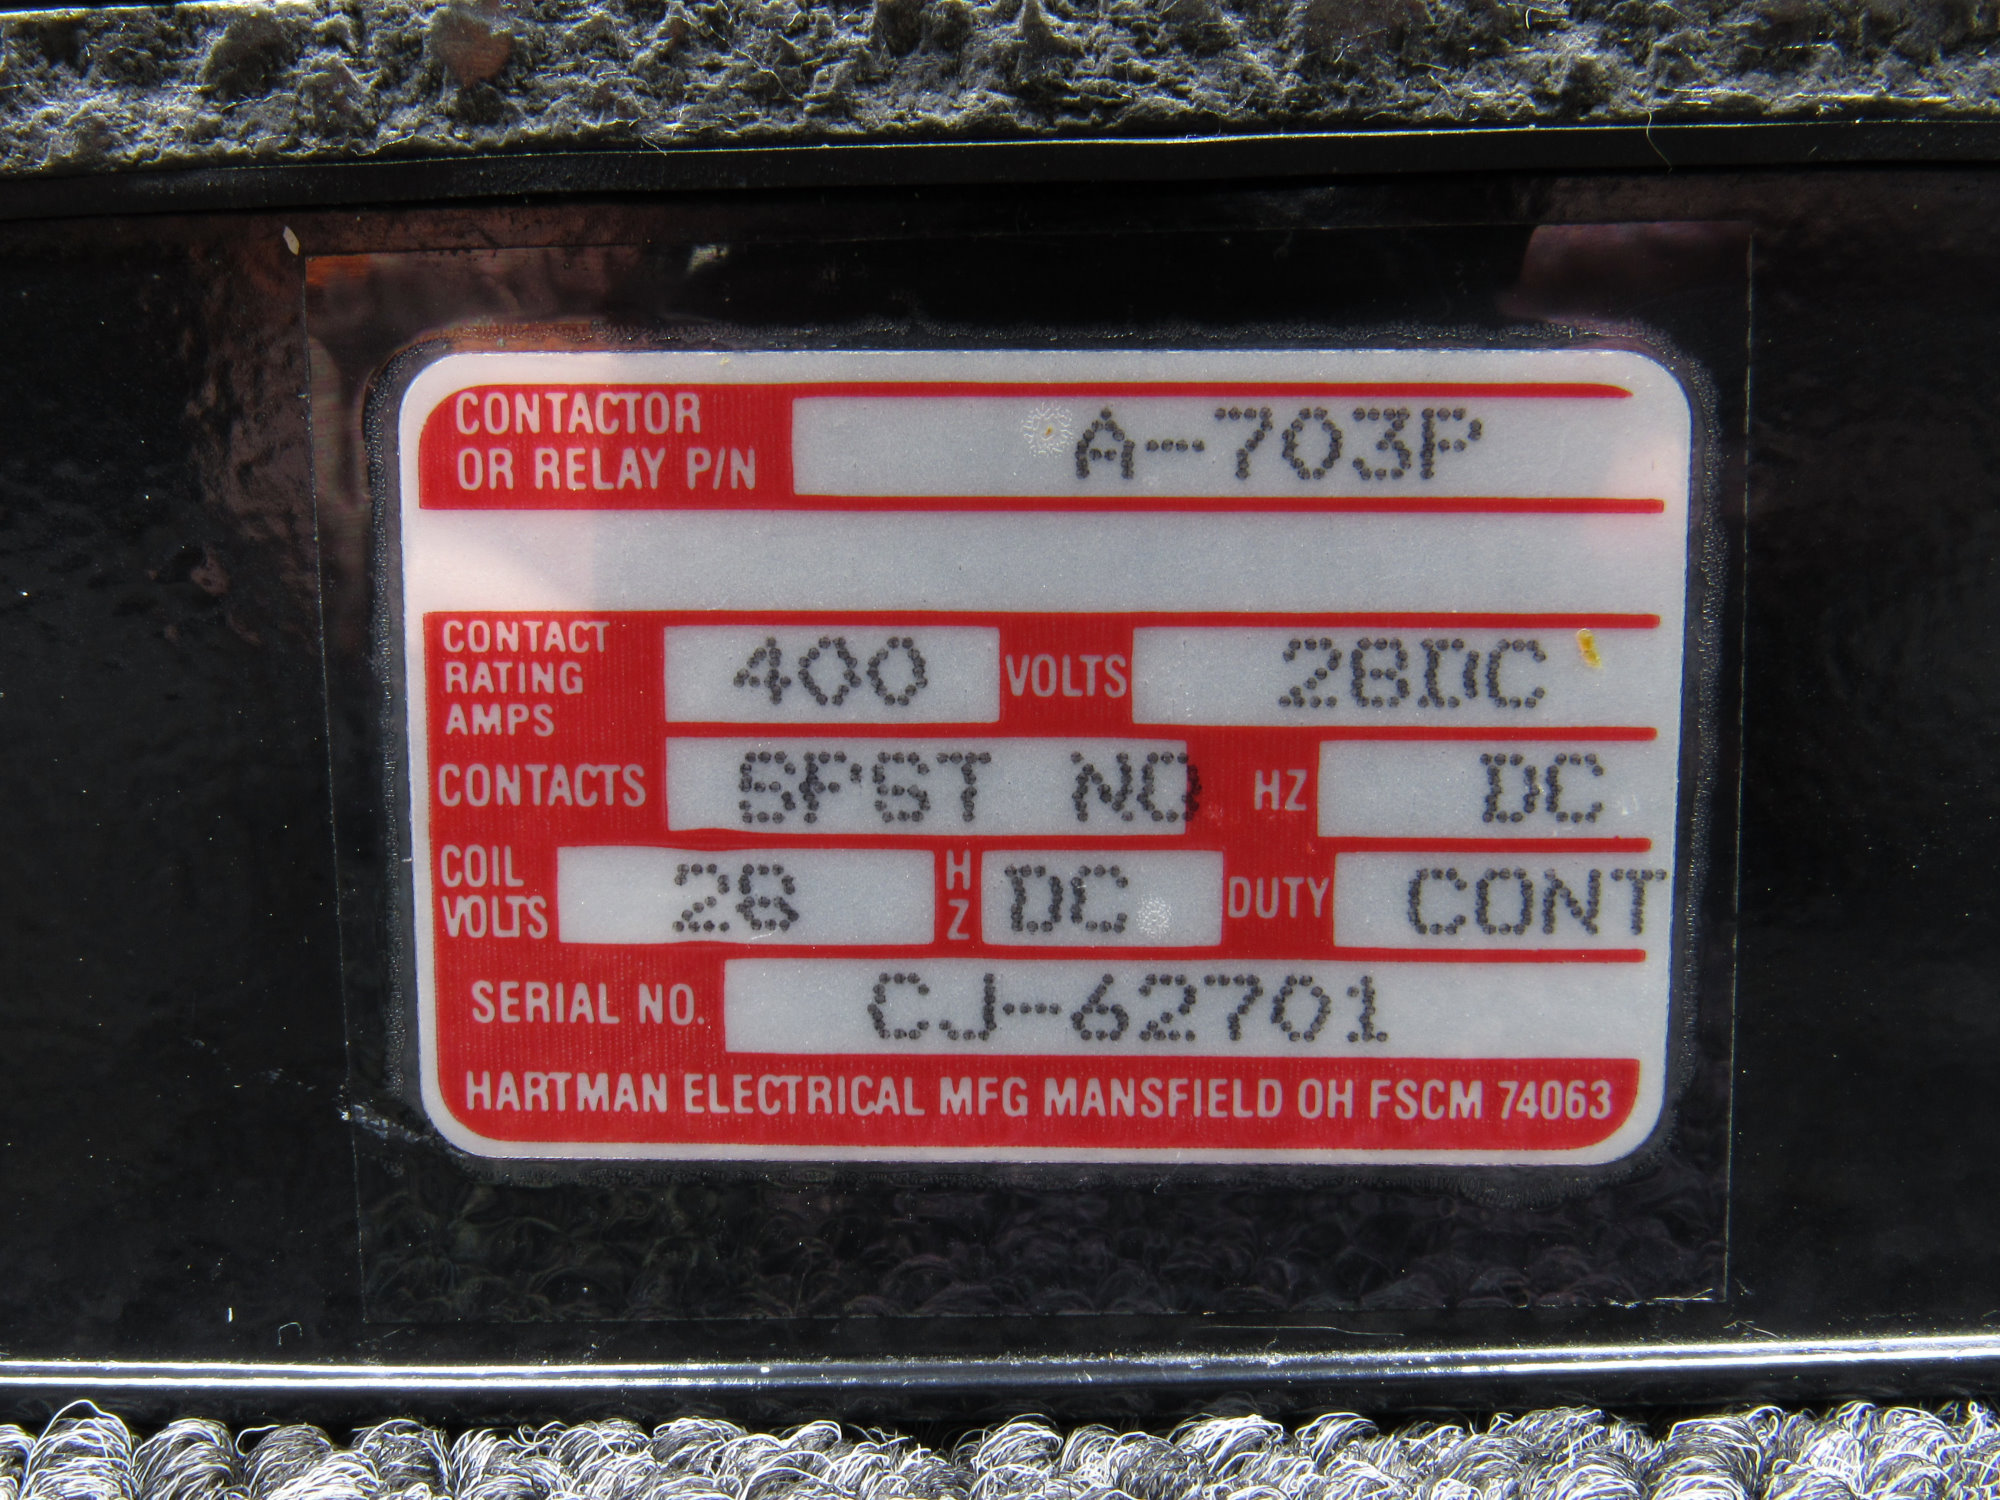 CONTACTOR
OR RELAY P/N A-703P
CONTACT
RATING
AMPS 400 VOLTS 28DC
CONTACTS SPST NO HZ DC
COIL
VOLTS 28 HZ DC DUTY CONT
SERIAL NO. CJ-62701
HARTMAN ELECTRICAL MFG MANSFIELD OH FSCM 74063